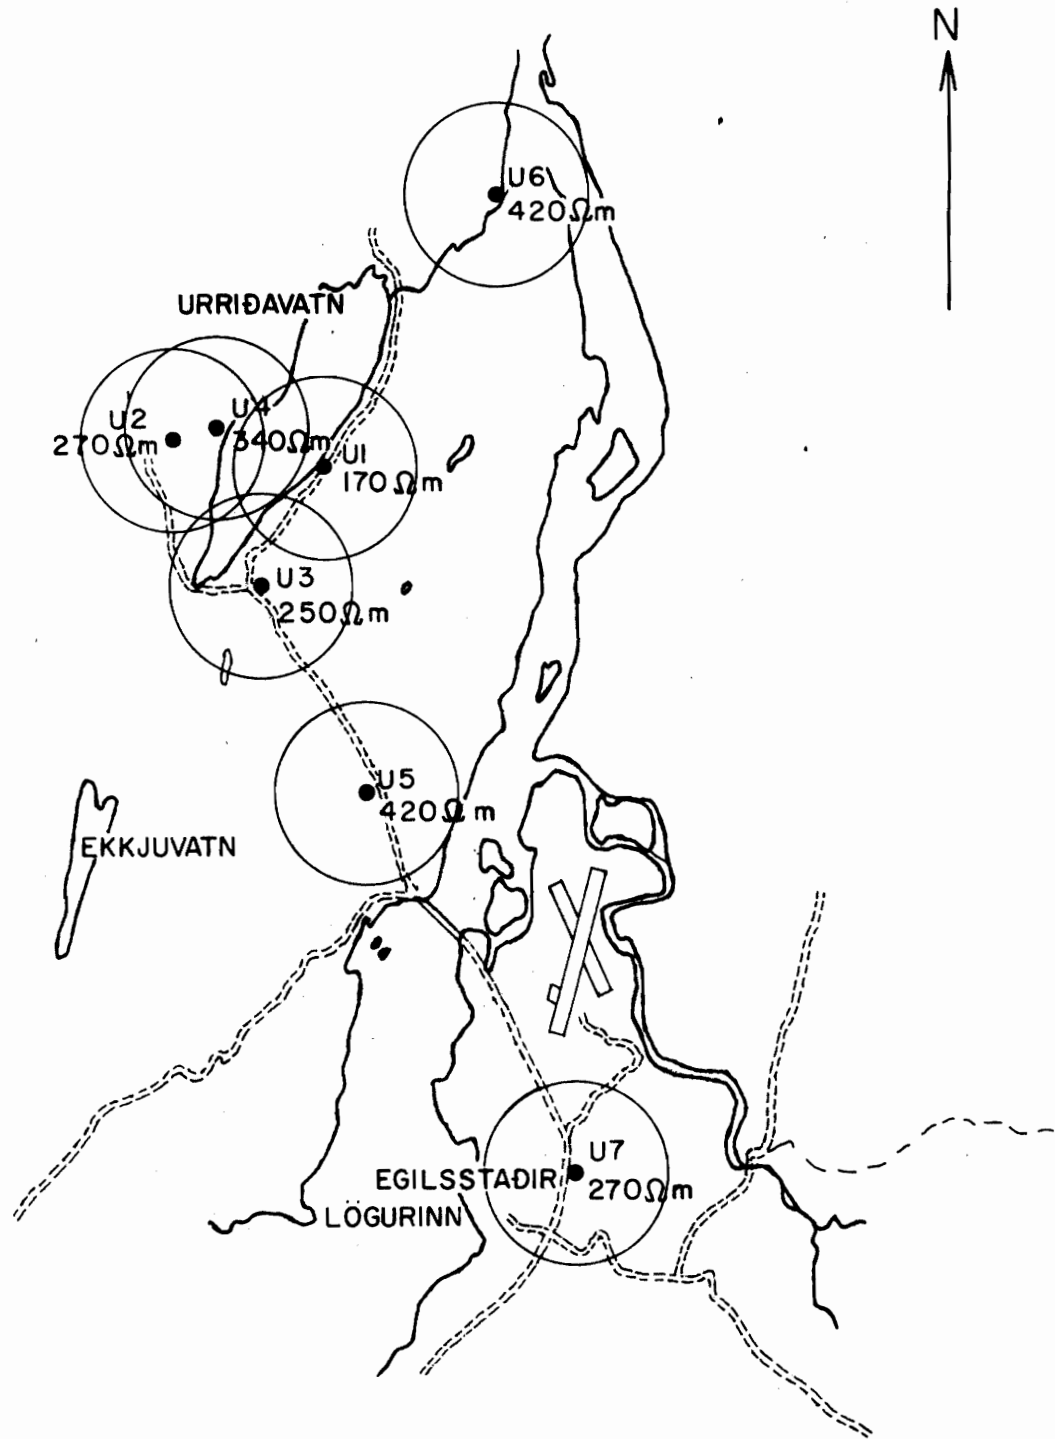 N
U6
420Ωm
URRIÐAVATN
U2
270Ωm
U4
340Ωm
U1
170Ωm
U3
250Ωm
U5
420Ωm
EKKJUVATN
U7
270Ωm
EGILSSTAÐIR
LÖGURINN